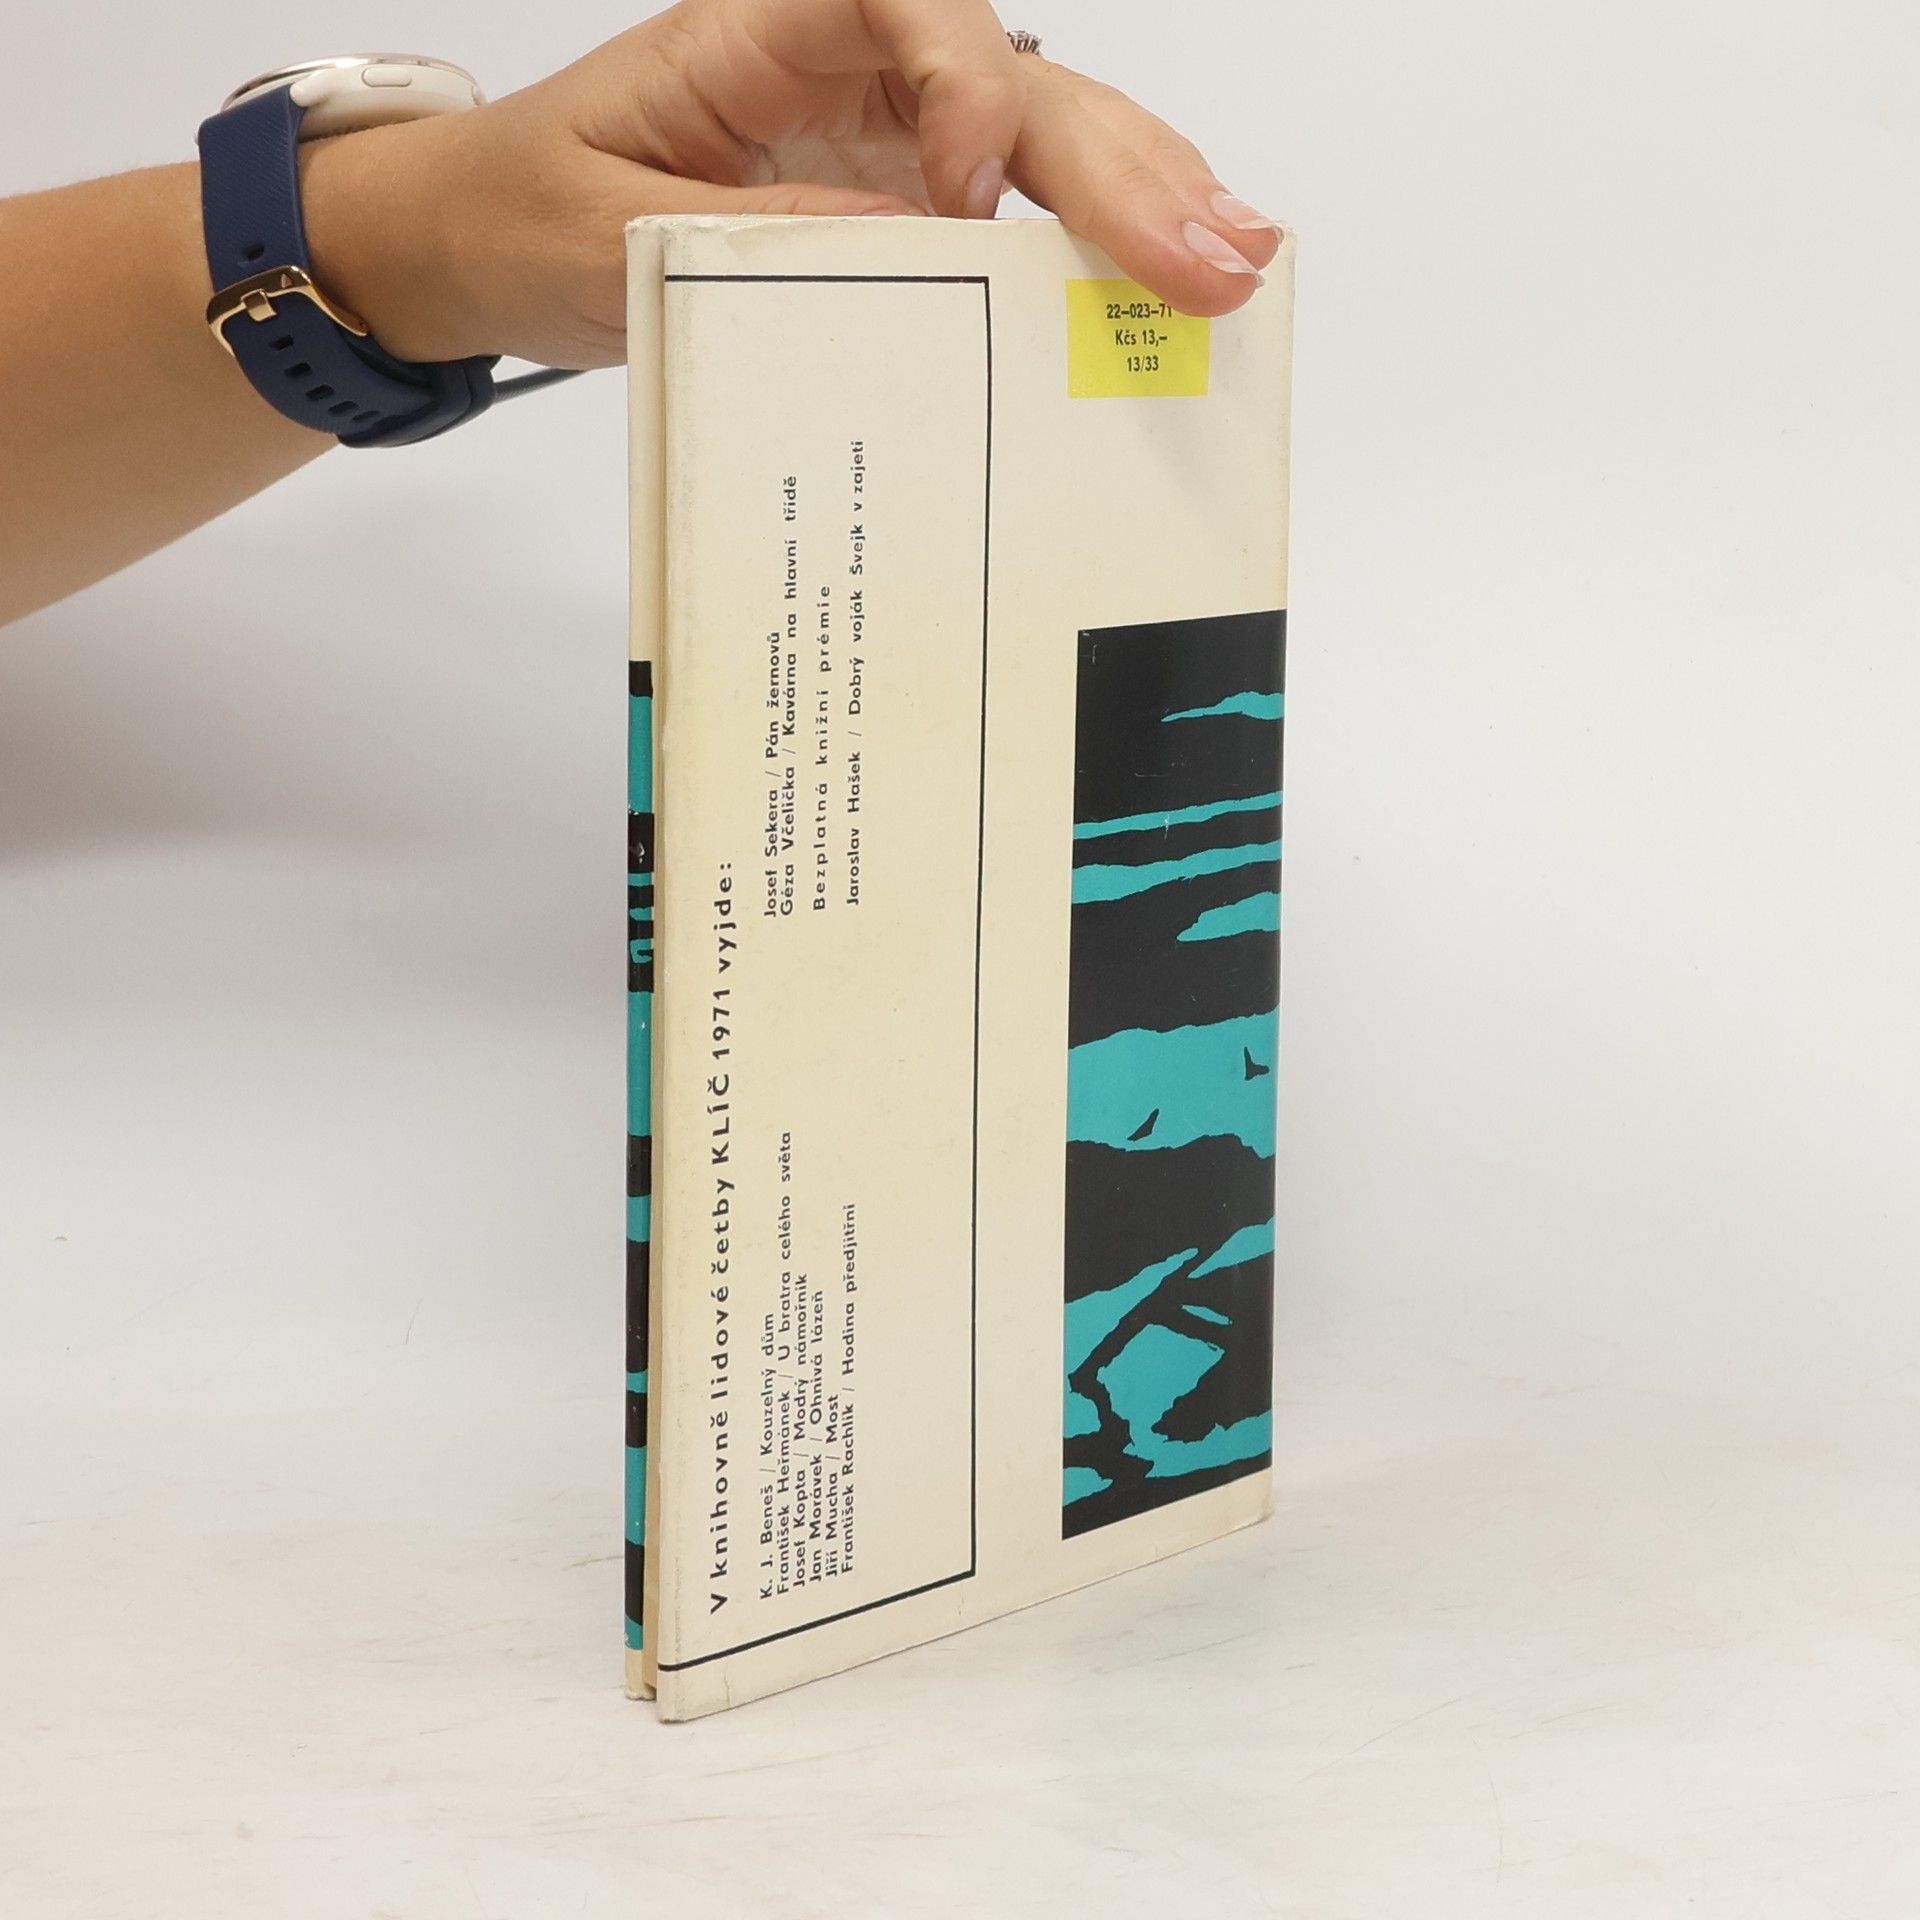 22–023–71
Kčs 13,–
13/33
V knihovně lidové četby KLÍČ 1971 vyjde:
K. J. Beneš / Kouzelný dům
František Heřmánek / U bratra celého světa
Josef Kopta / Modrý námořník
Jan Morávek / Ohnivá lázeň
Jiří Mucha / Most
František Rachlík / Hodina předjitřní
Josef Sekera / Pán žernovů
Géza Včelička / Kavárna na hlavní třídě
Bezplatná knižní prémie
Jaroslav Hašek / Dobrý voják Švejk v zajetí